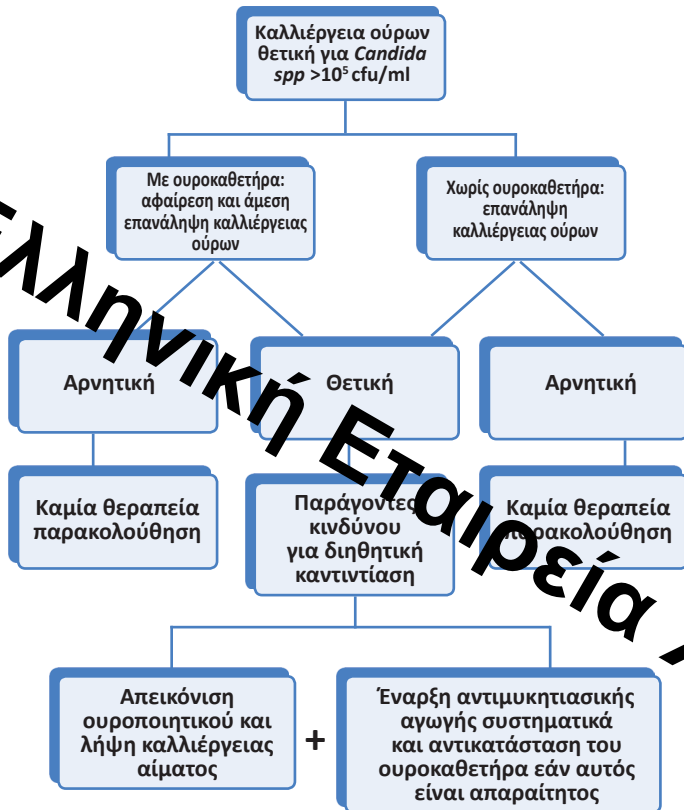 Καλλιέργεια ούρων
θετική για Candida
spp >10⁵ cfu/ml
Με ουροκαθετήρα:
αφαίρεση και άμεση
επανάληψη καλλιέργειας
ούρων
Χωρίς ουροκαθετήρα:
επανάληψη
καλλιέργειας ούρων
Ελληνική Εταιρεία
Αρνητική
Θετική
Αρνητική
Καμία θεραπεία
παρακολούθηση
Παράγοντες
κινδύνου
για διηθητική
καντιντίαση
Καμία θεραπεία
παρακολούθηση
Απεικόνιση
ουροποιητικού και
λήψη καλλιέργειας
αίματος
+
Έναρξη αντιμυκητιασικής
αγωγής συστηματικά
και αντικατάσταση του
ουροκαθετήρα εάν αυτός
είναι απαραίτητος